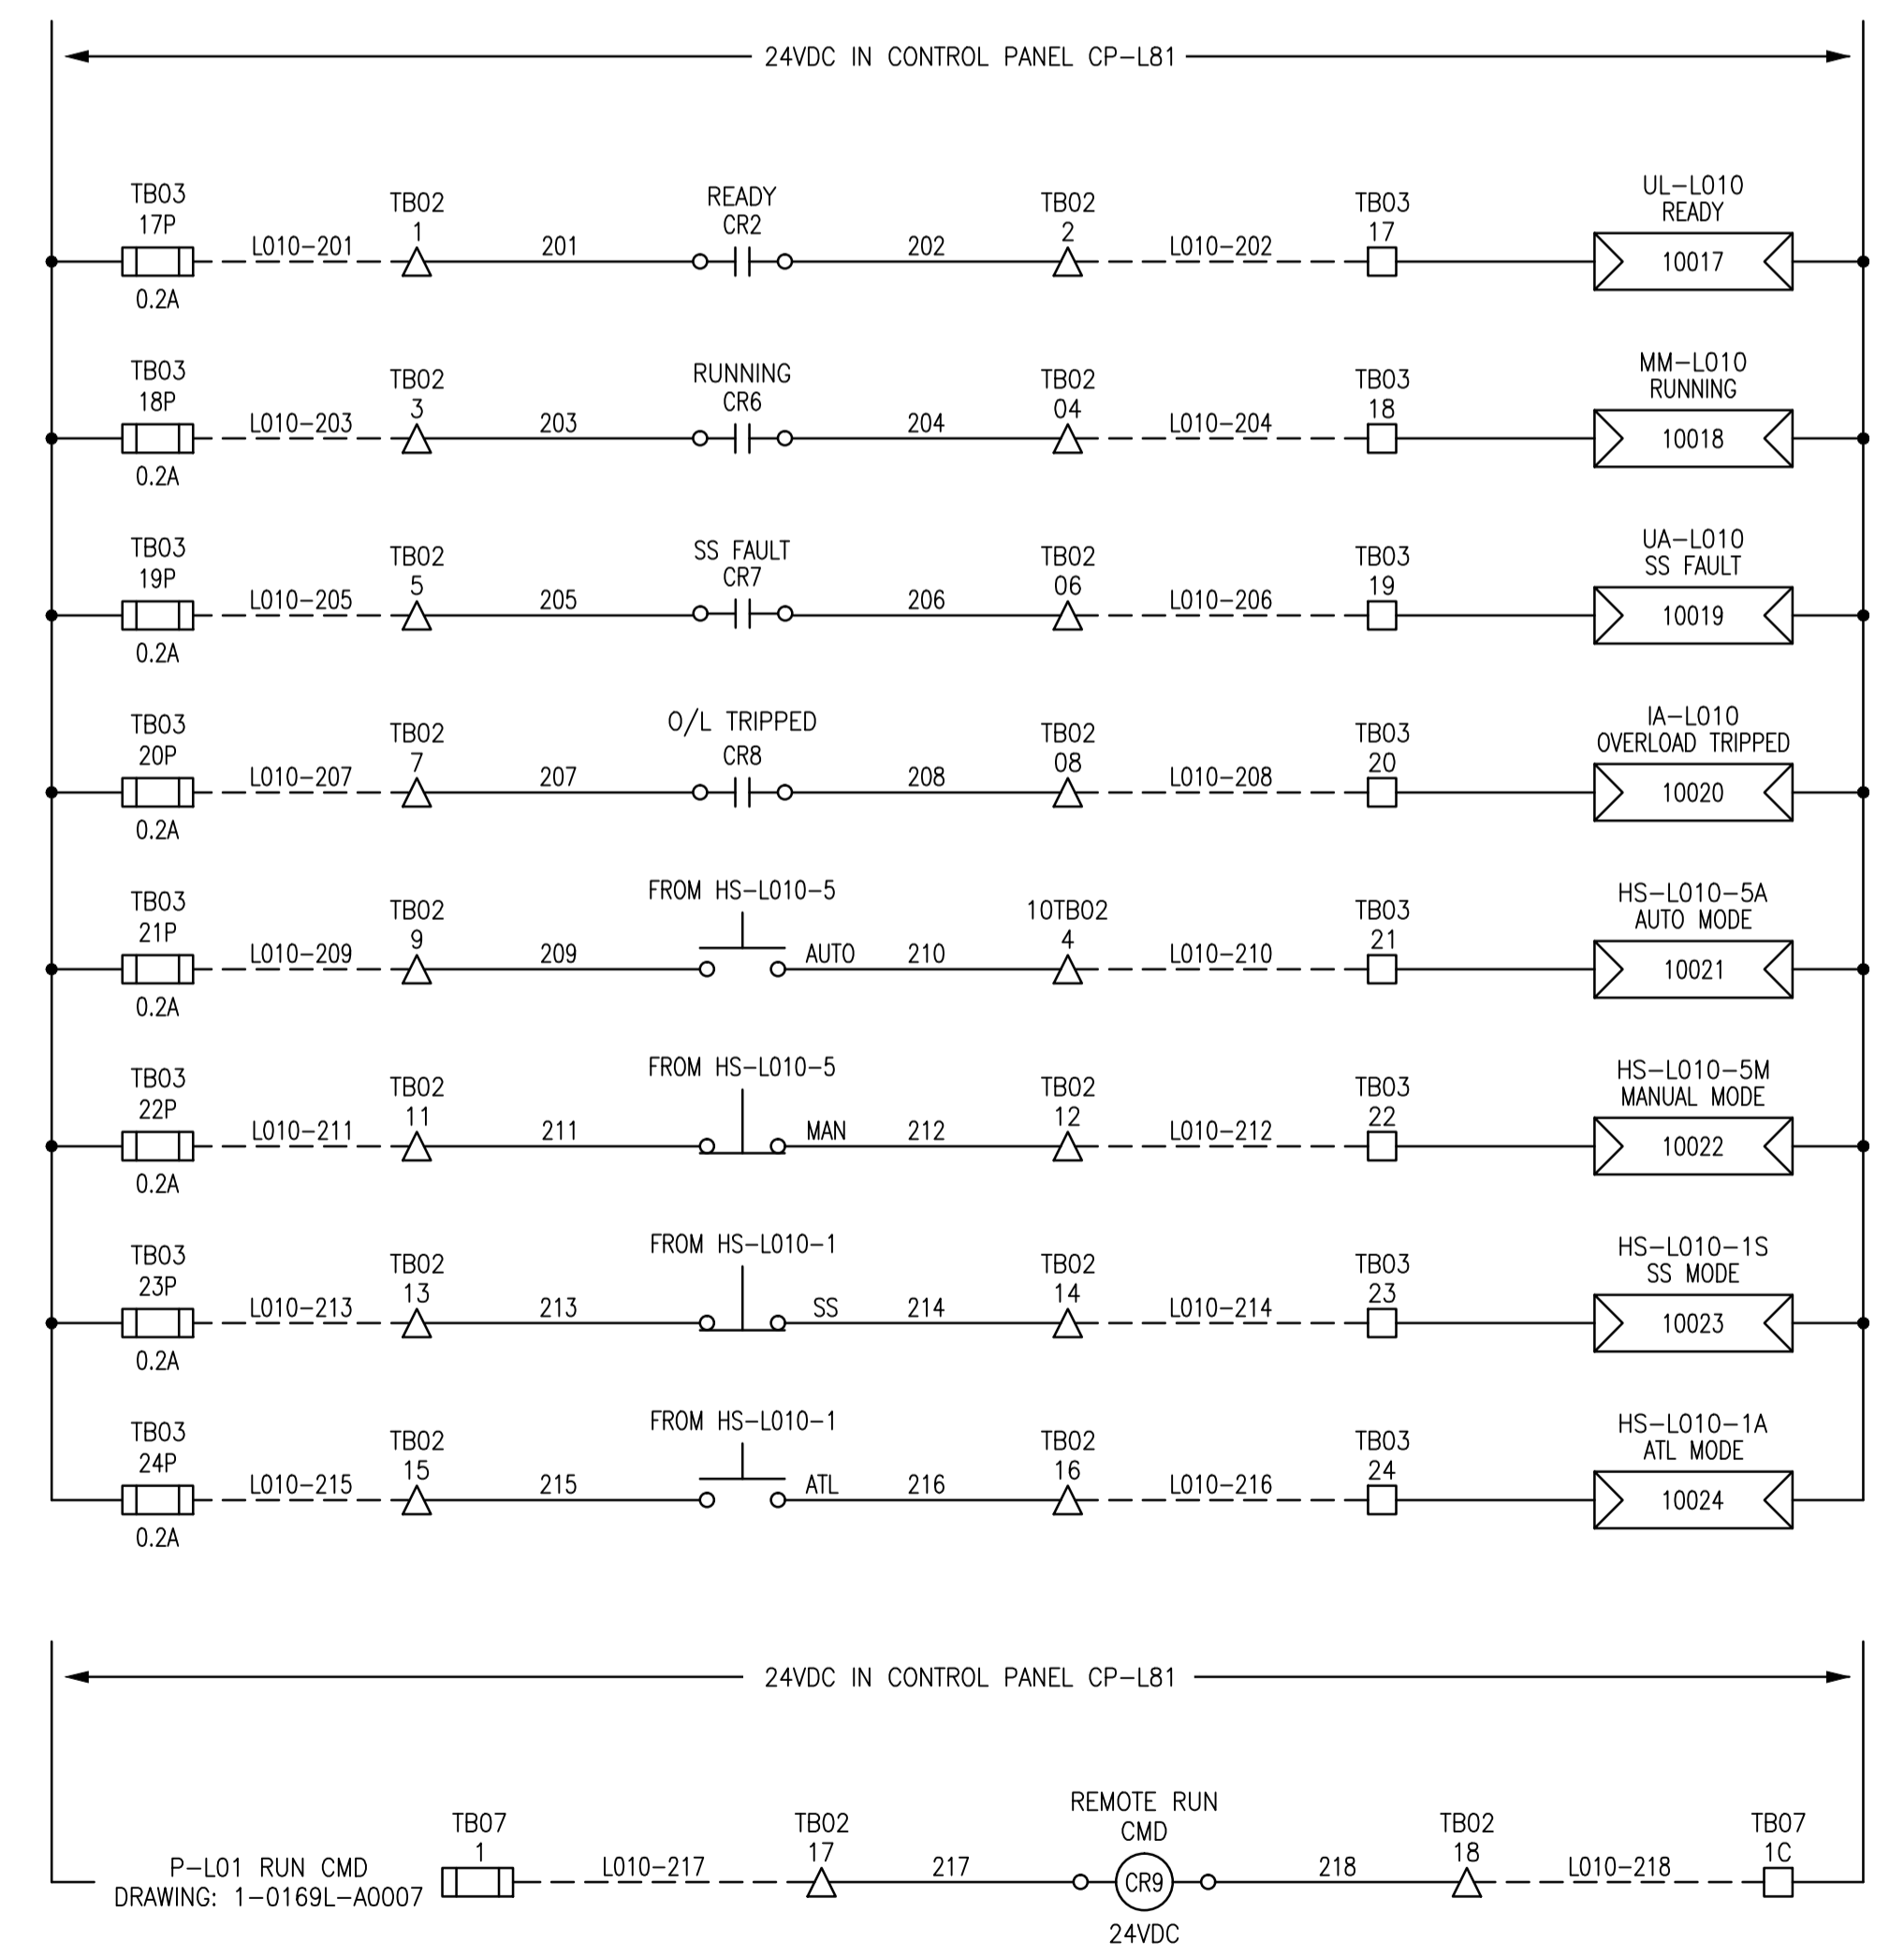 24VDC IN CONTROL PANEL CP-L81
TB03
17P
0.2A
L010-201
TB02
1
201
READY
CR2
202
TB02
2
L010-202
TB03
17
UL-L010
READY
10017
TB03
18P
0.2A
L010-203
TB02
3
203
RUNNING
CR6
204
TB02
04
L010-204
TB03
18
MM-L010
RUNNING
10018
TB03
19P
0.2A
L010-205
TB02
5
205
SS FAULT
CR7
206
TB02
06
L010-206
TB03
19
UA-L010
SS FAULT
10019
TB03
20P
0.2A
L010-207
TB02
7
207
O/L TRIPPED
CR8
208
TB02
08
L010-208
TB03
20
IA-L010
OVERLOAD TRIPPED
10020
TB03
21P
0.2A
L010-209
TB02
9
209
FROM HS-L010-5
AUTO
210
10TB02
4
L010-210
TB03
21
HS-L010-5A
AUTO MODE
10021
TB03
22P
0.2A
L010-211
TB02
11
211
FROM HS-L010-5
MAN
212
TB02
12
L010-212
TB03
22
HS-L010-5M
MANUAL MODE
10022
TB03
23P
0.2A
L010-213
TB02
13
213
FROM HS-L010-1
SS
214
TB02
14
L010-214
TB03
23
HS-L010-1S
SS MODE
10023
TB03
24P
0.2A
L010-215
TB02
15
215
FROM HS-L010-1
ATL
216
TB02
16
L010-216
TB03
24
HS-L010-1A
ATL MODE
10024
24VDC IN CONTROL PANEL CP-L81
P-L01 RUN CMD
DRAWING: 1-0169L-A0007
TB07
1
L010-217
TB02
17
217
REMOTE RUN
CMD
CR9
24VDC
218
TB02
18
L010-218
TB07
1C